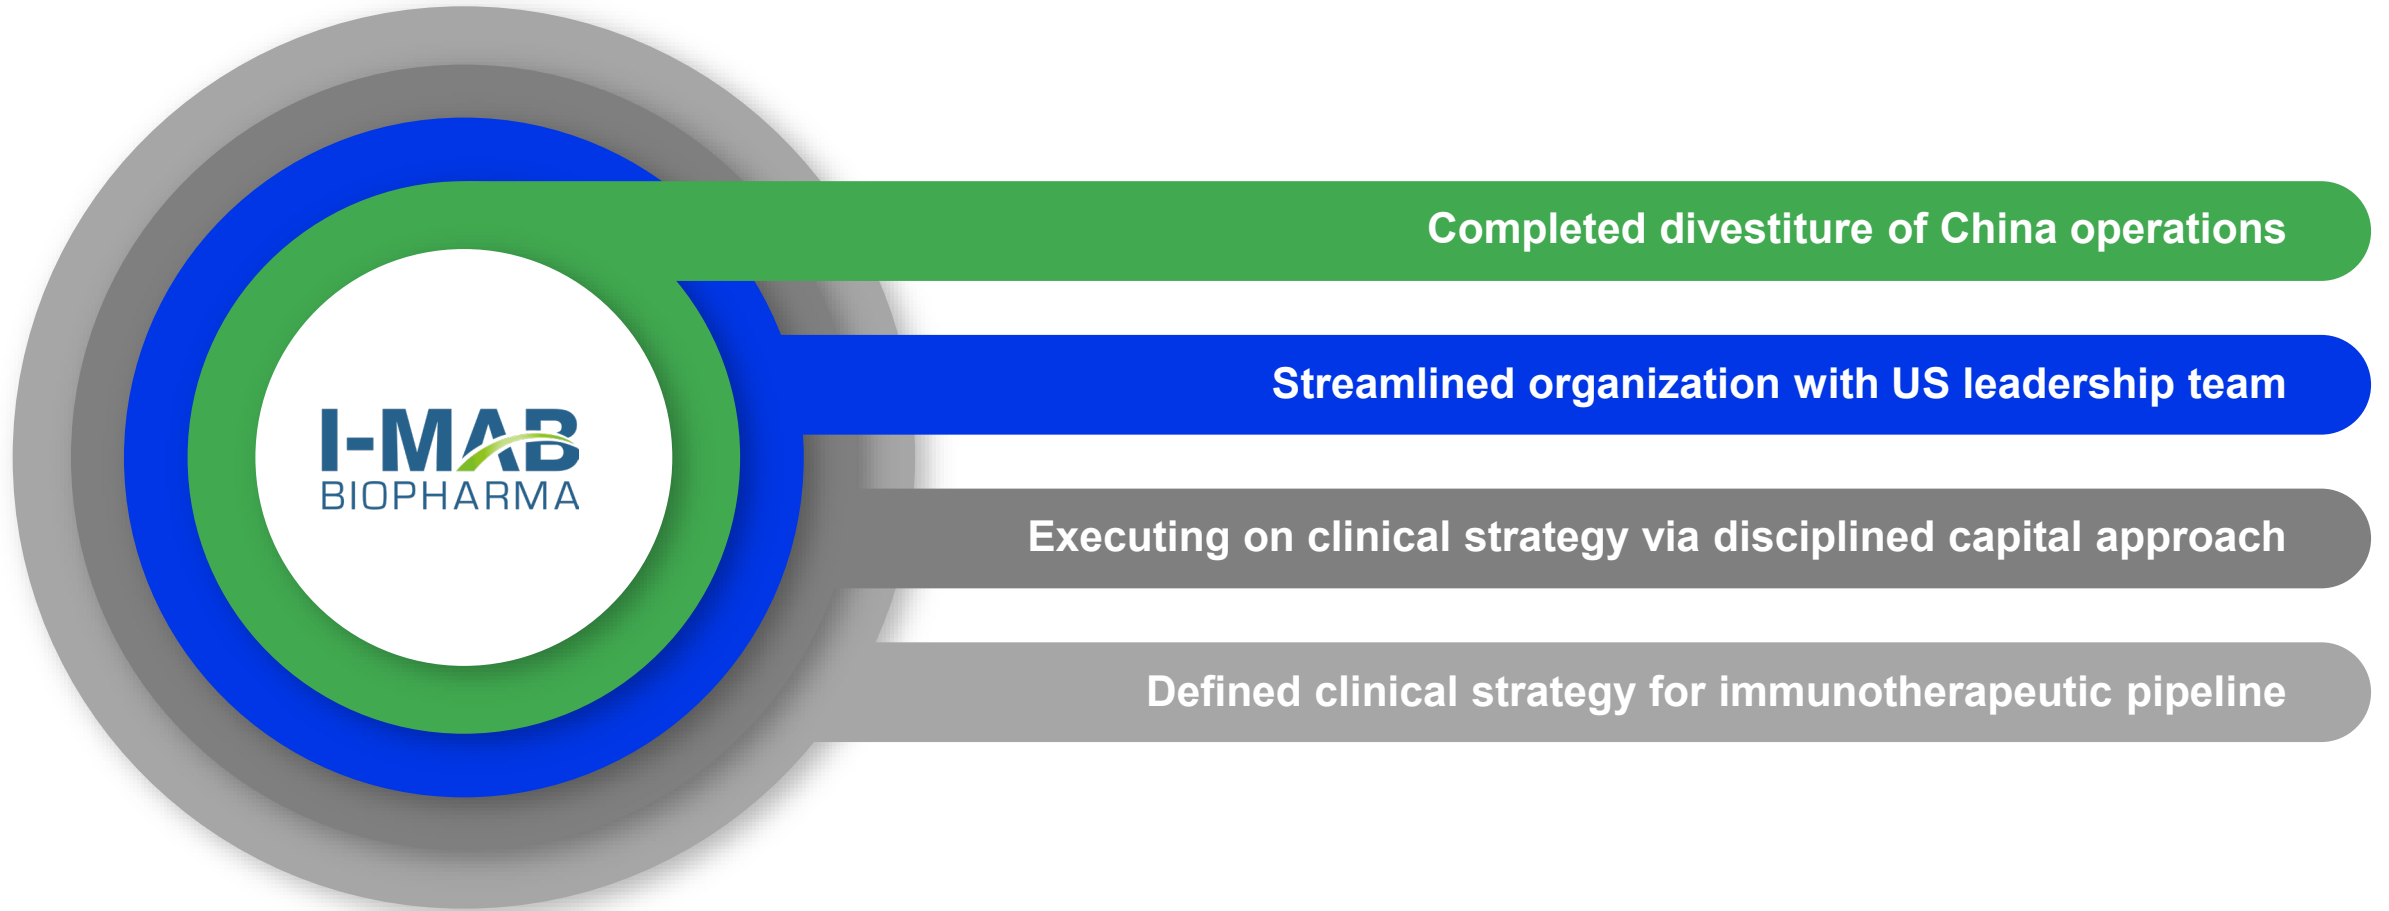 I-MAB
BIOPHARMA
Completed divestiture of China operations
Streamlined organization with US leadership team
Executing on clinical strategy via disciplined capital approach
Defined clinical strategy for immunotherapeutic pipeline